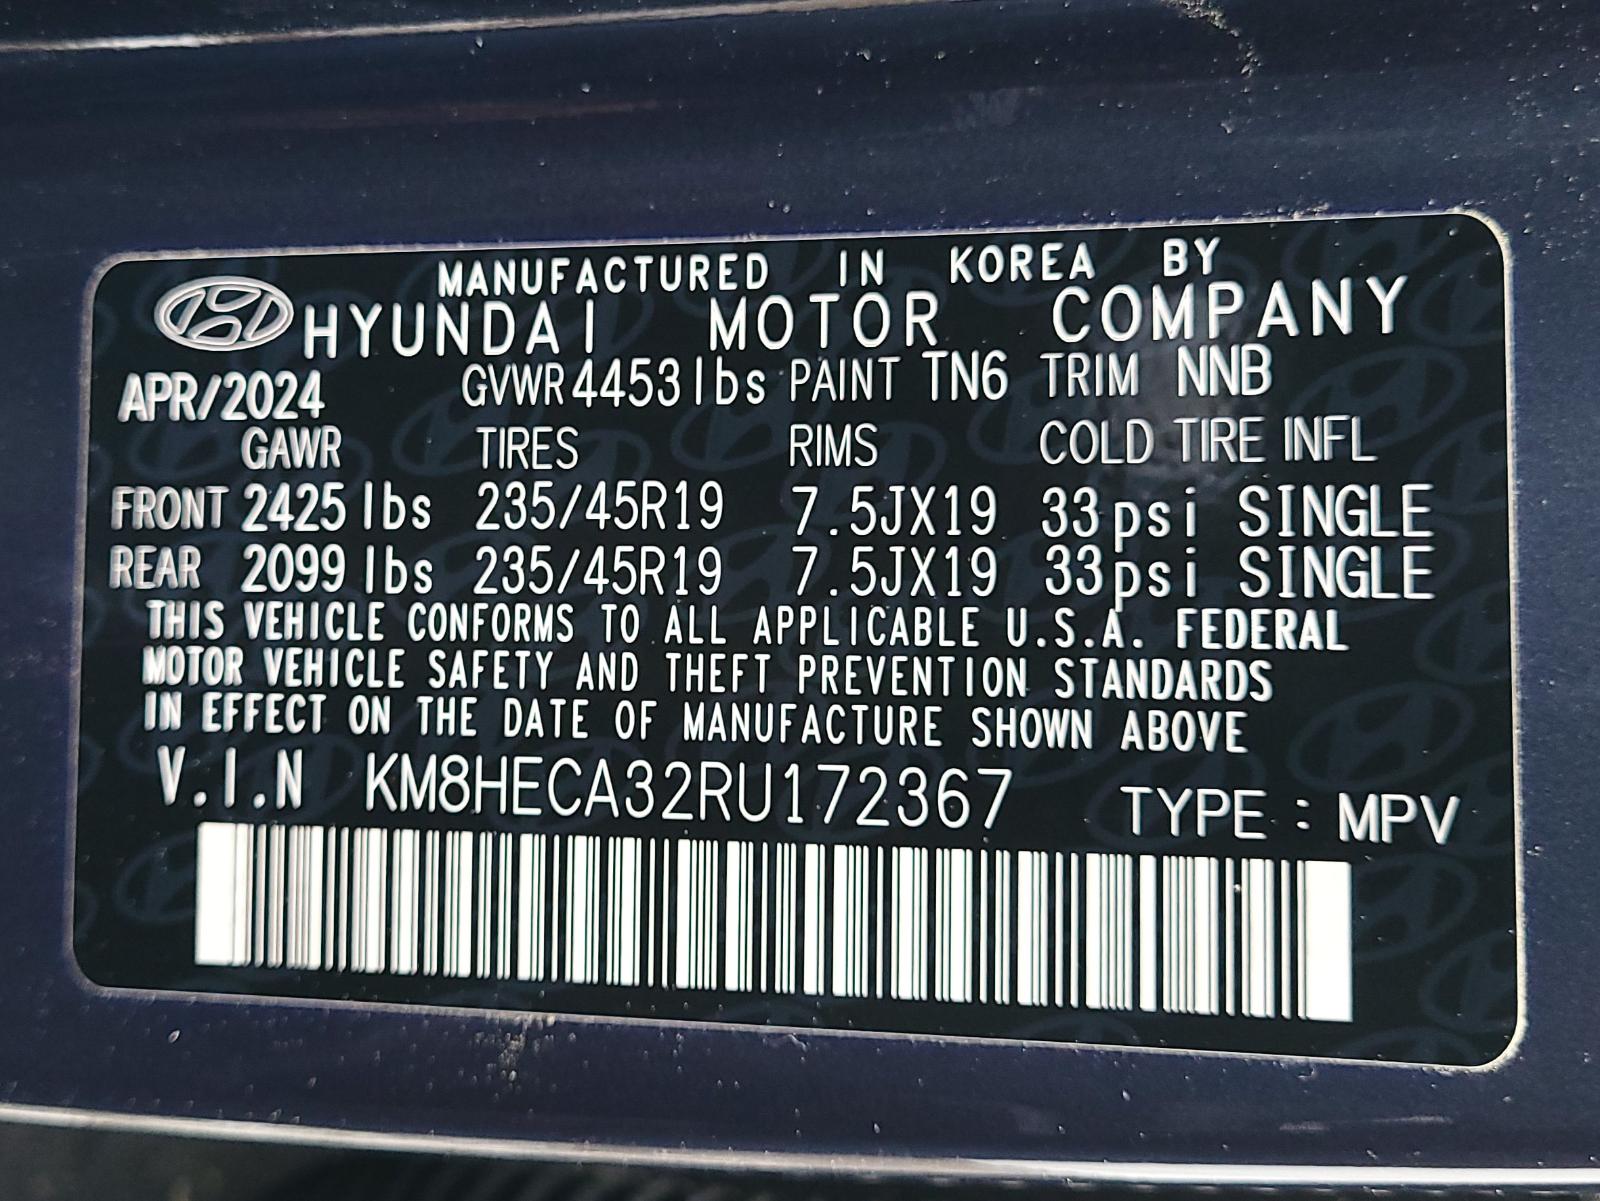 MANUFACTURED IN KOREA BY
HYUNDAI MOTOR COMPANY
APR/2024 GVWR 4453lbs PAINT TN6 TRIM NNB
GAWR TIRES RIMS COLD TIRE INFL
FRONT 2425 lbs 235/45R19 7.5JX19 33psi SINGLE
REAR 2099 lbs 235/45R19 7.5JX19 33psi SINGLE
THIS VEHICLE CONFORMS TO ALL APPLICABLE U.S.A. FEDERAL
MOTOR VEHICLE SAFETY AND THEFT PREVENTION STANDARDS
IN EFFECT ON THE DATE OF MANUFACTURE SHOWN ABOVE
V.I.N KM8HECA32RU172367 TYPE : MPV